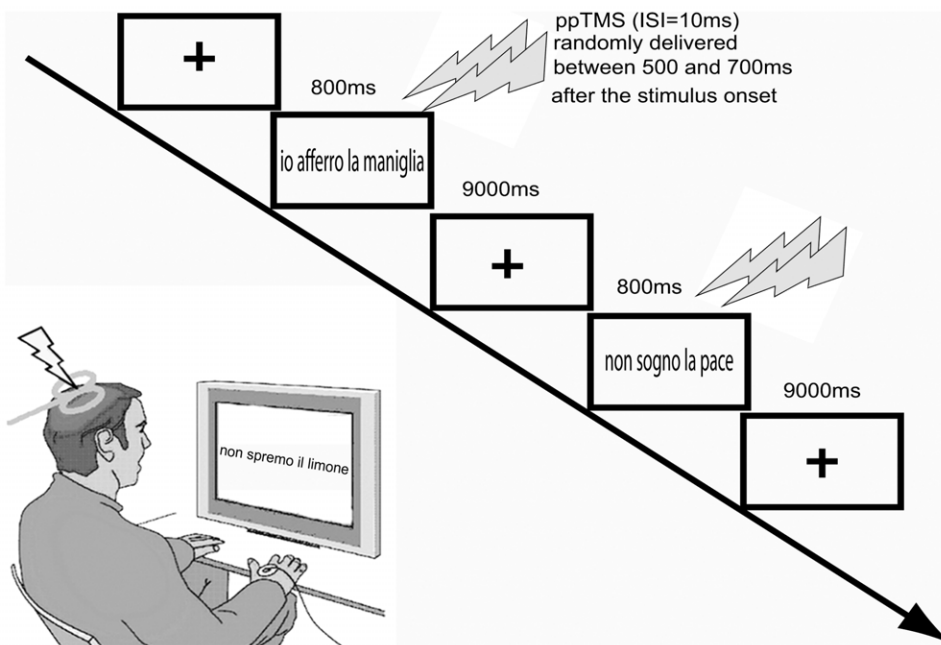 +
ppTMS (ISI=10ms)
randomly delivered
between 500 and 700ms
after the stimulus onset
800ms
io afferro la maniglia
9000ms
+
800ms
non sogno la pace
9000ms
+
non spremo il limone